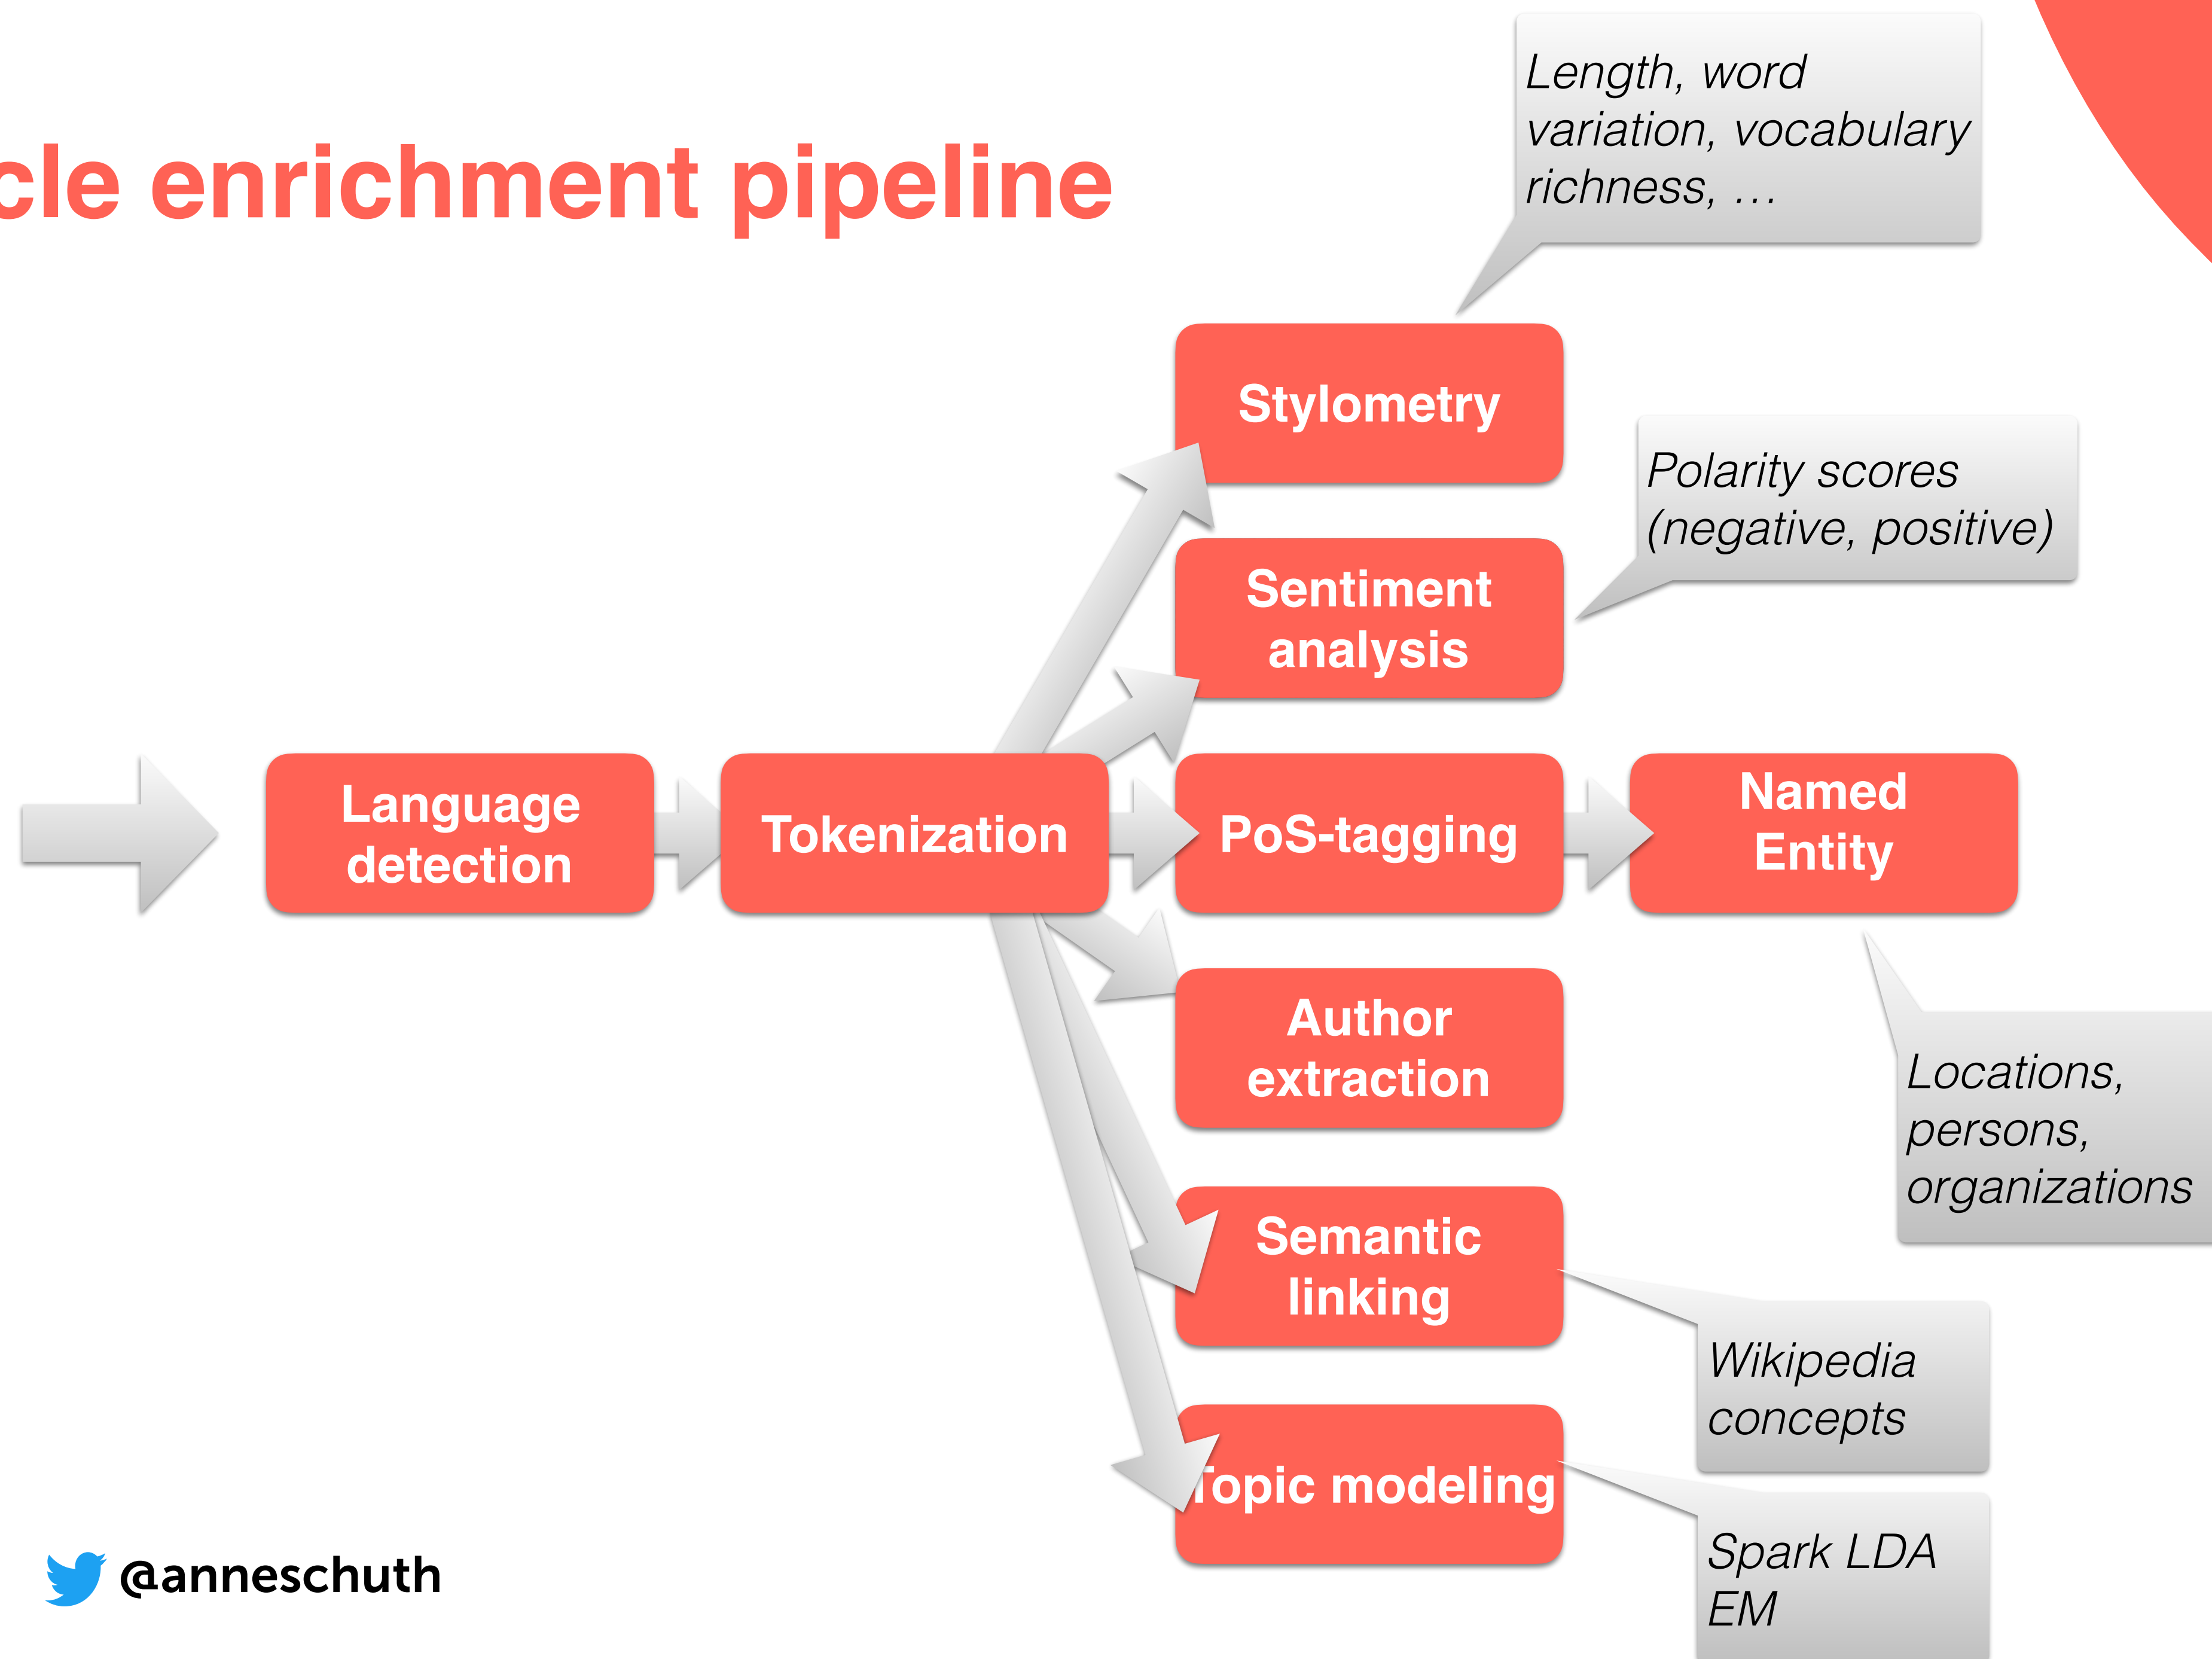 cle enrichment pipeline
Length, word
variation, vocabulary
richness, …
Stylometry
Polarity scores
(negative, positive)
Sentiment
analysis
Language
detection
Tokenization
PoS-tagging
Named
Entity
Author
extraction
Locations,
persons,
organizations
Semantic
linking
Wikipedia
concepts
Topic modeling
Spark LDA
EM
@anneschuth